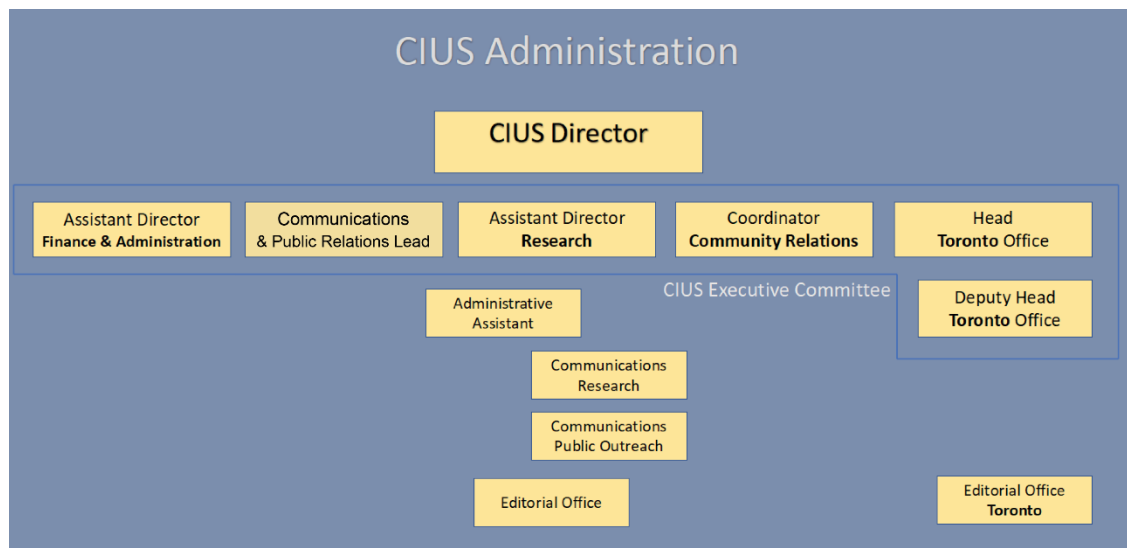 CIUS Administration
CIUS Director
Assistant Director
Finance & Administration
Communications
& Public Relations Lead
Assistant Director
Research
Coordinator
Community Relations
Head
Toronto Office
CIUS Executive Committee
Deputy Head
Toronto Office
Administrative
Assistant
Communications
Research
Communications
Public Outreach
Editorial Office
Editorial Office
Toronto